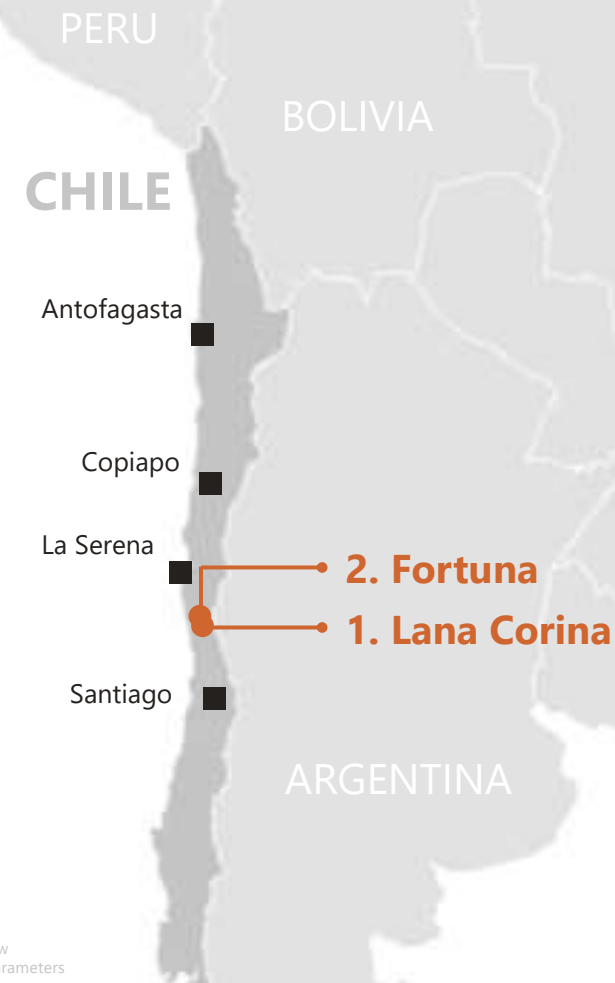 PERU
BOLIVIA
CHILE
Antofagasta
Copiapo
La Serena
2. Fortuna
1. Lana Corina
Santiago
ARGENTINA